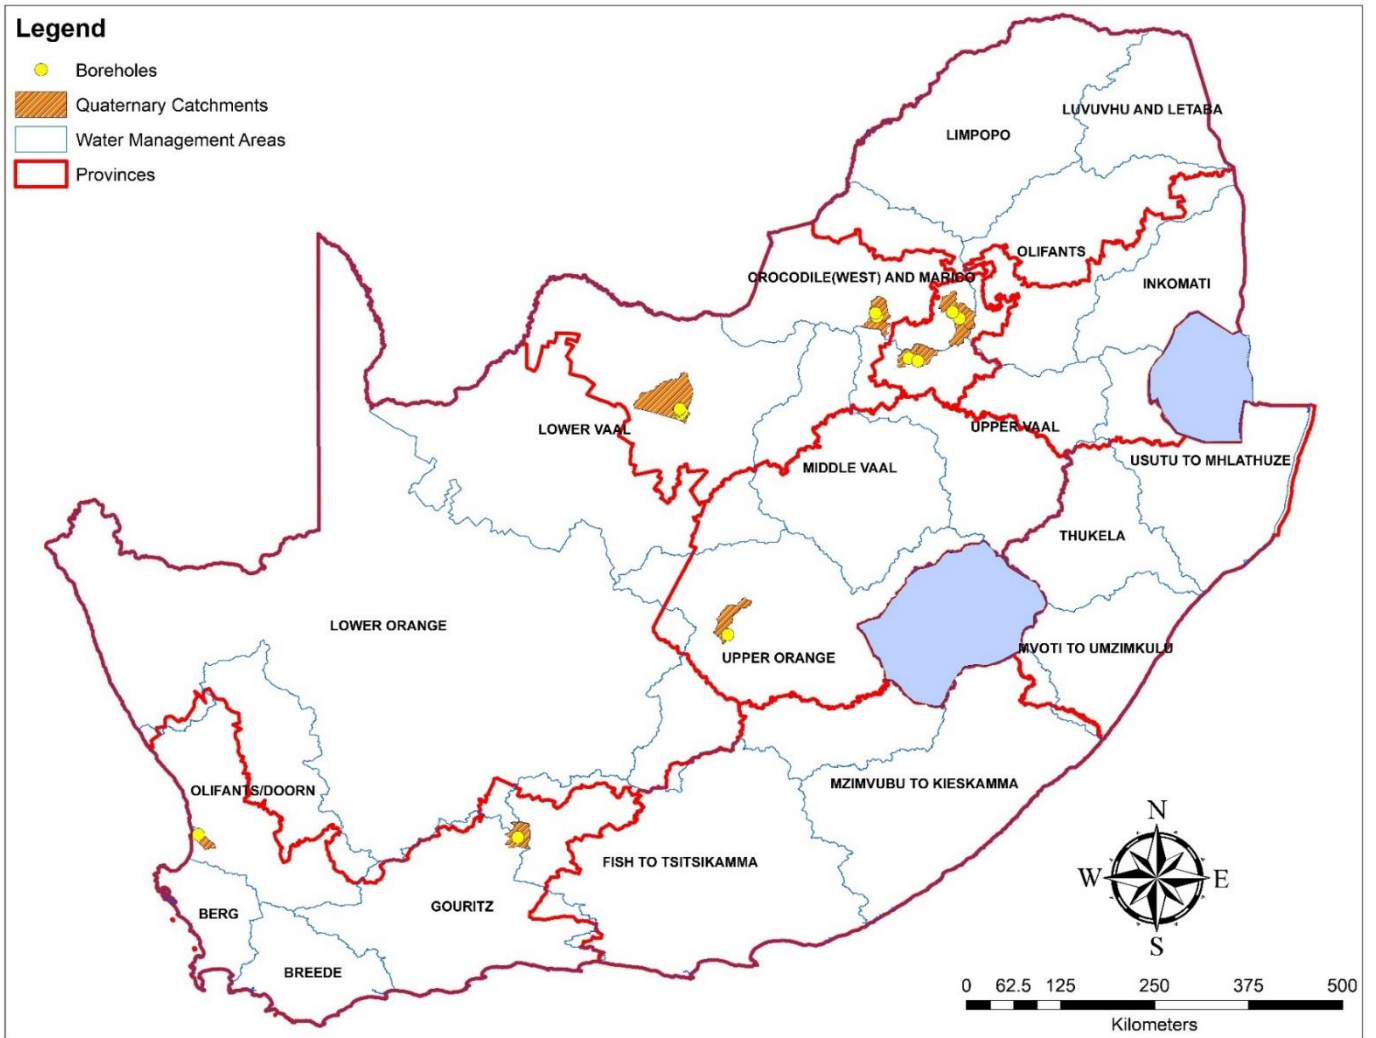 Legend
Boreholes
Quaternary Catchments
Water Management Areas
Provinces
LUVUVHU AND LETABA
LIMPOPO
OLIFANTS
CROCODILE(WEST) AND MARICO
INKOMATI
LOWER VAAL
UPPER VAAL
MIDDLE VAAL
USUTU TO MHLATHUZE
THUKELA
LOWER ORANGE
MVOTI TO UMZIMKULU
UPPER ORANGE
MZIMVUBU TO KIESKAMMA
OLIFANTS/DOORN
FISH TO TSITSIKAMMA
GOURITZ
BERG
BREEDE
N
W E
S
0 62.5 125 250 375 500
Kilometers